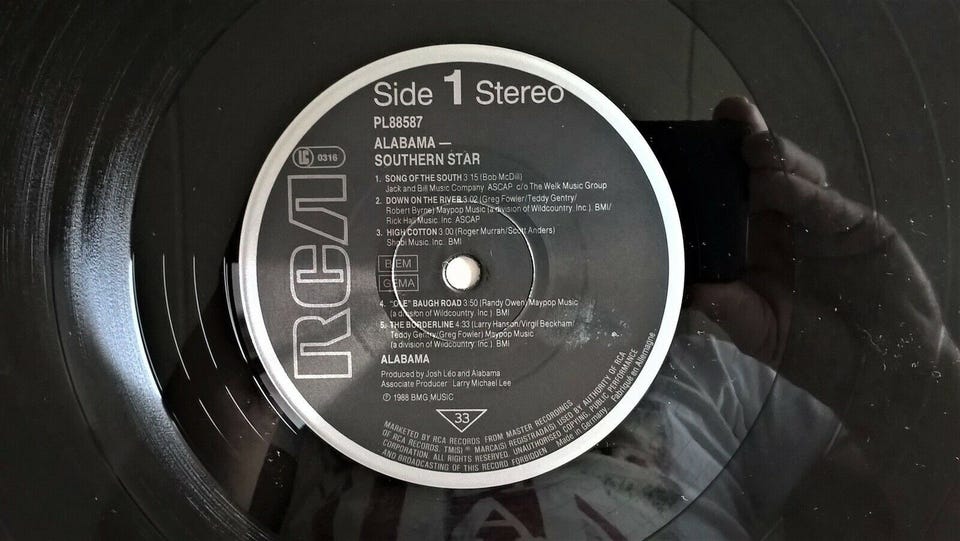 Side 1 Stereo
PL88587
ALABAMA —
SOUTHERN STAR
LC 0316
RCA
1. SONG OF THE SOUTH 3:15 (Bob McDill)
Jack and Bill Music Company. ASCAP. c/o The Welk Music Group
2. DOWN ON THE RIVER 3:02 (Greg Fowler/Teddy Gentry/
Robert Byrne) Maypop Music (a division of Wildcountry. Inc.). BMI/
Rick Hall Music. Inc. ASCAP
3. HIGH COTTON 3:00 (Roger Murrah/Scott Anders)
Shobi Music. Inc. BMI
BIEM
GEMA
4. "OLE" BAUGH ROAD 3:50 (Randy Owen) Maypop Music
(a division of Wildcountry. Inc.). BMI
5. THE BORDERLINE 4:33 (Larry Hanson/Virgil Beckham/
Teddy Gentry/Greg Fowler) Maypop Music
(a division of Wildcountry. Inc.). BMI
ALABAMA
Produced by Josh Leo and Alabama
Associate Producer Larry Michael Lee
℗ 1988 BMG MUSIC
33
MARKETED BY RCA RECORDS FROM MASTER RECORDINGS
OF RCA RECORDS. TM(S) ® MARCA(S) REGISTRADA(S) USED BY AUTHORITY OF RCA
CORPORATION. ALL RIGHTS RESERVED. UNAUTHORISED COPYING, PUBLIC PERFORMANCE
AND BROADCASTING OF THIS RECORD FORBIDDEN
Made in Germany Fabriqué en Allemagne